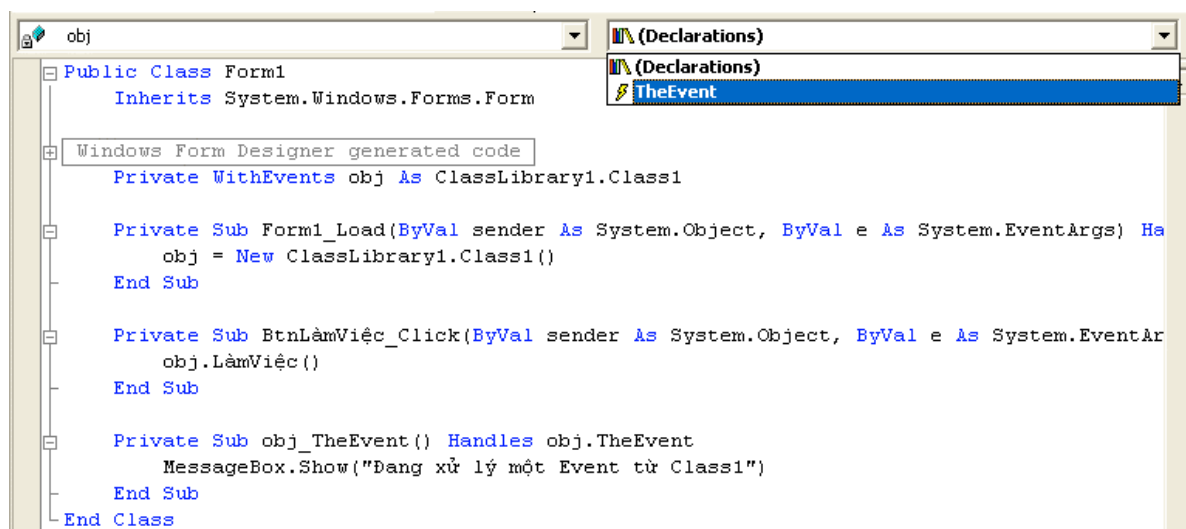 obj
(Declarations)
(Declarations)
TheEvent
Public Class Form1
Inherits System.Windows.Forms.Form
Windows Form Designer generated code
Private WithEvents obj As ClassLibrary1.Class1
Private Sub Form1_Load(ByVal sender As System.Object, ByVal e As System.EventArgs) Ha
obj = New ClassLibrary1.Class1()
End Sub
Private Sub BtnLàmViệc_Click(ByVal sender As System.Object, ByVal e As System.EventAr
obj.LàmViệc()
End Sub
Private Sub obj_TheEvent() Handles obj.TheEvent
MessageBox.Show("Đang xử lý một Event từ Class1")
End Sub
End Class